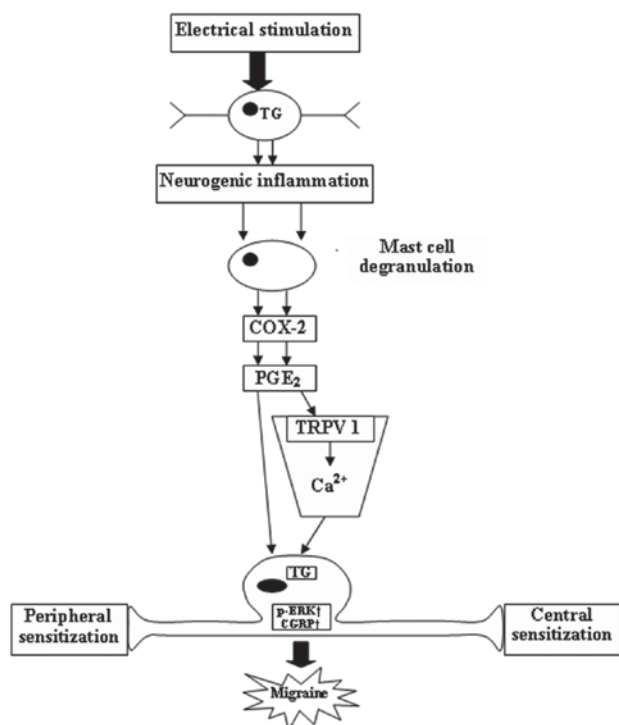 Electrical stimulation
TG
Neurogenic inflammation
Mast cell
degranulation
COX-2
PGE₂
TRPV 1
Ca²⁺
TG
p-ERK↑
CGRP↑
Peripheral
sensitization
Central
sensitization
Migraine